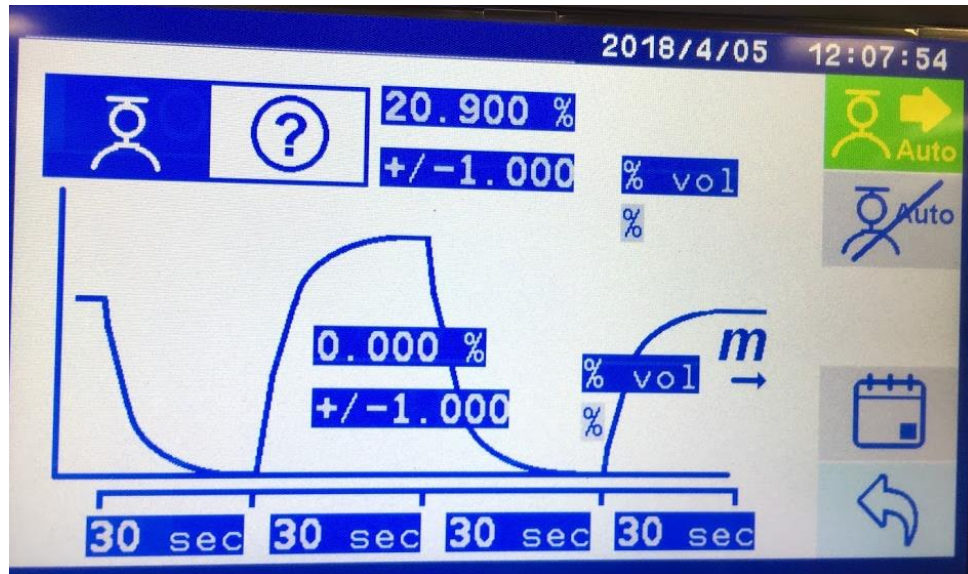 2018/4/05 12:07:54
?
20.900 %
+/-1.000 % vol
%
Auto
Auto
0.000 %
+/-1.000
% vol
%
m
30 sec 30 sec 30 sec 30 sec